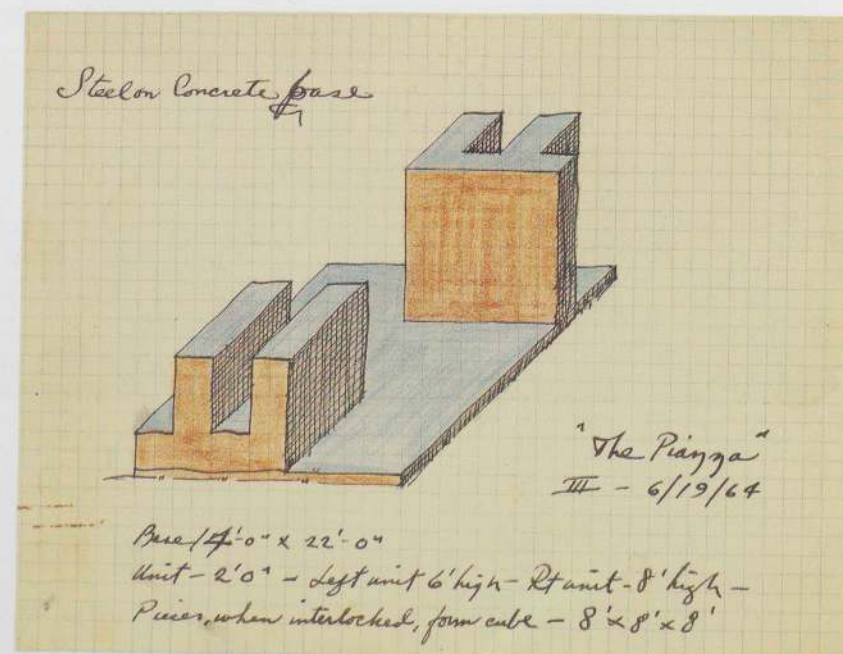 Steel on Concrete base
"The Piazza"
III - 6/19/64
Base 14'-0" x 22'-0"
Unit - 2'0" - Left unit 6' high - Rt unit - 8' high -
Pieces, when interlocked, form cube - 8' x 8' x 8'